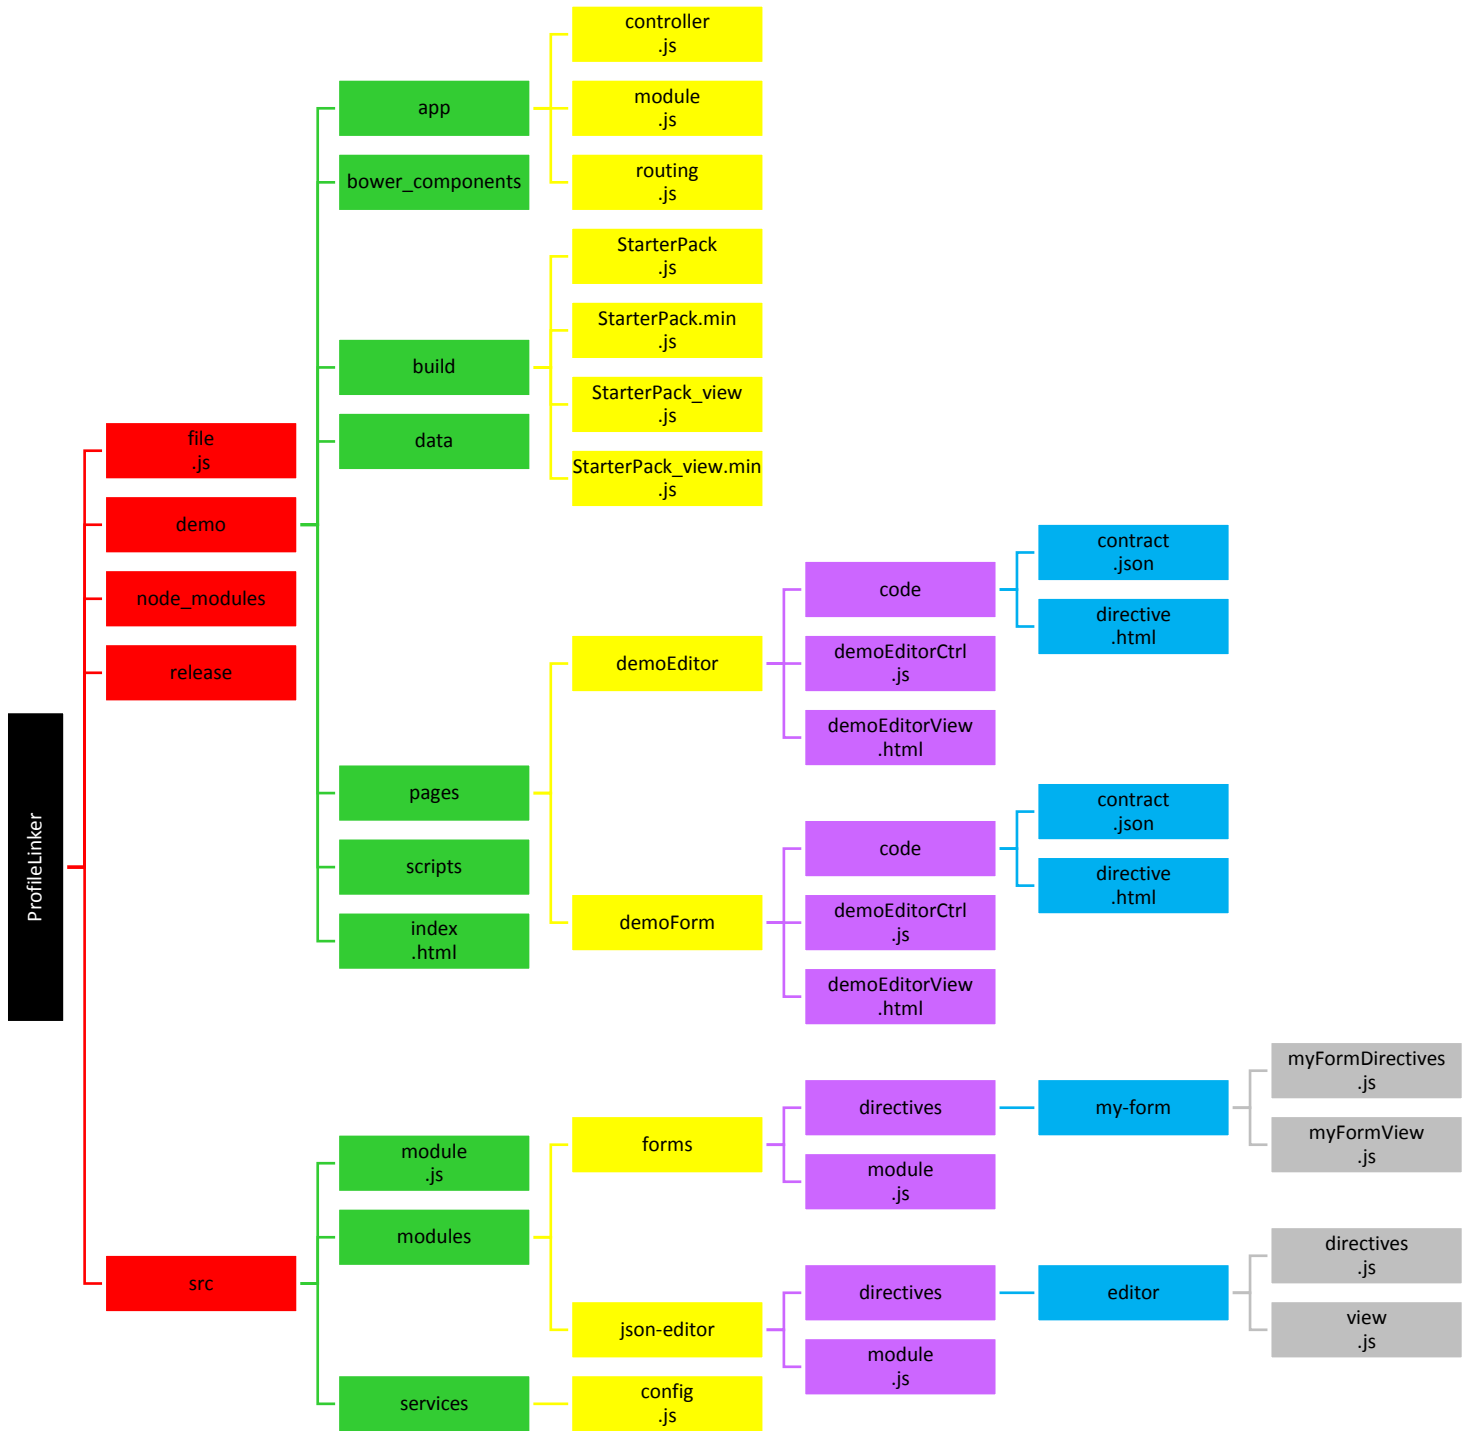 ProfileLinker
file
.js
demo
app
controller
.js
module
.js
routing
.js
bower_components
build
StarterPack
.js
StarterPack.min
.js
StarterPack_view
.js
StarterPack_view.min
.js
data
pages
demoEditor
code
contract
.json
directive
.html
demoEditorCtrl
.js
demoEditorView
.html
demoForm
code
contract
.json
directive
.html
demoEditorCtrl
.js
demoEditorView
.html
scripts
index
.html
node_modules
release
src
module
.js
modules
forms
directives
my-form
myFormDirectives
.js
myFormView
.js
module
.js
json-editor
directives
editor
directives
.js
view
.js
module
.js
services
config
.js